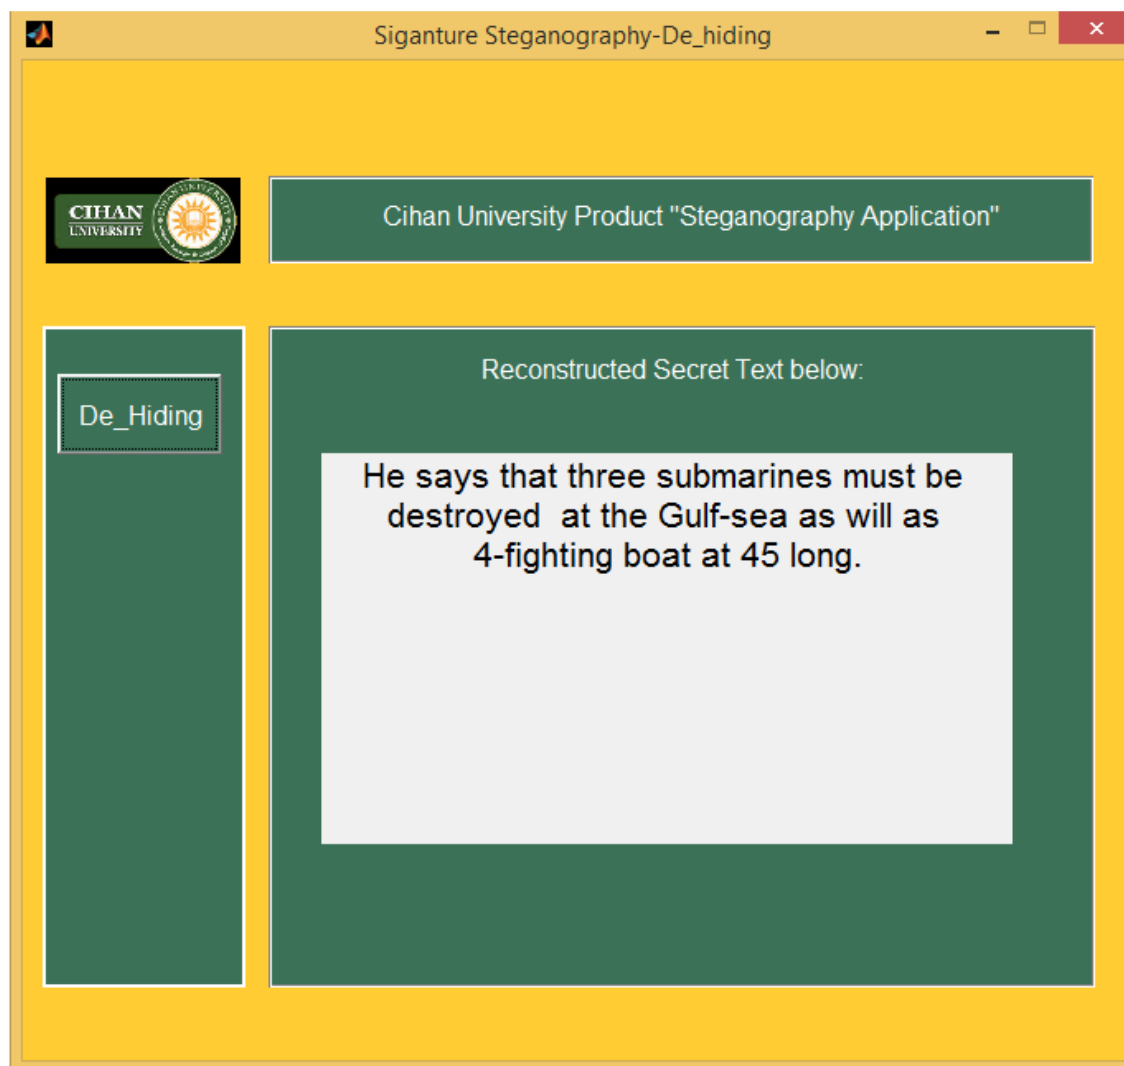 Siganture Steganography-De_hiding
CIHAN
UNIVERSITY
Cihan University Product "Steganography Application"
De_Hiding
Reconstructed Secret Text below:
He says that three submarines must be
destroyed  at the Gulf-sea as will as
4-fighting boat at 45 long.